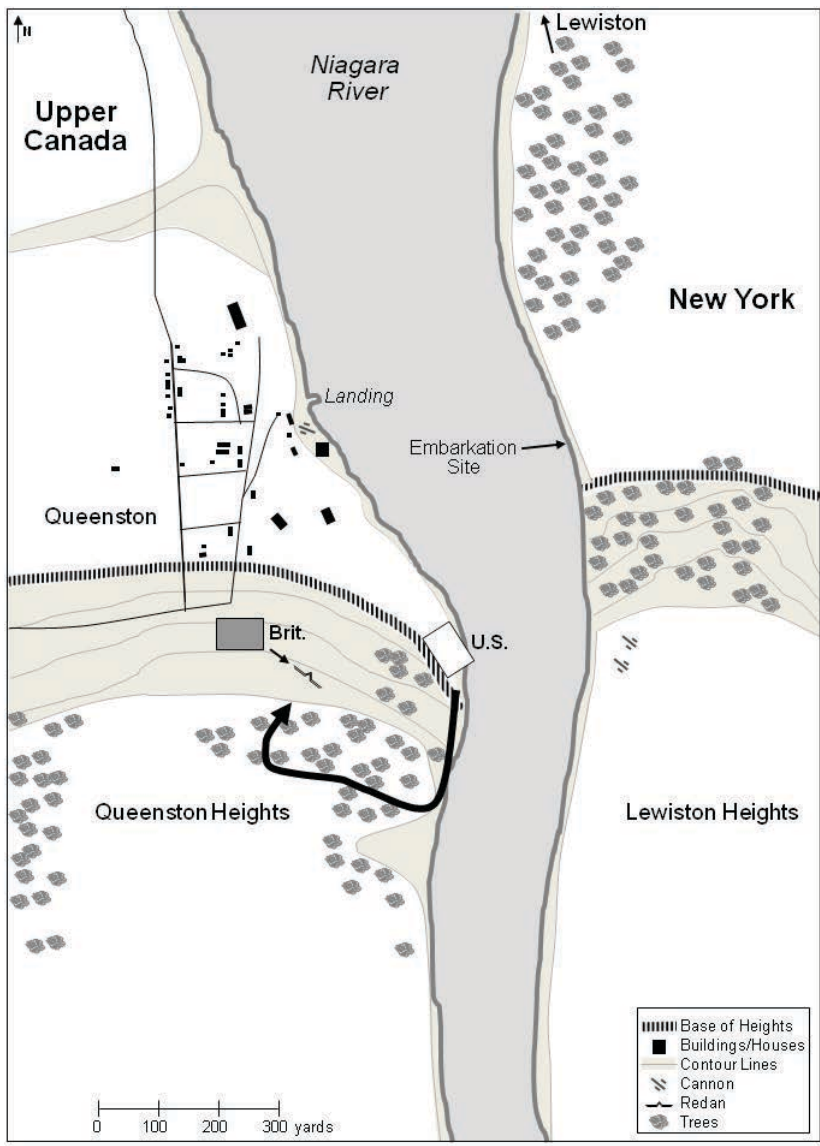 N
Lewiston
Niagara
River
Upper
Canada
New York
Landing
Embarkation
Site
Queenston
Brit.
U.S.
Queenston Heights
Lewiston Heights
Base of Heights
Buildings/Houses
Contour Lines
Cannon
Redan
Trees
0 100 200 300 yards